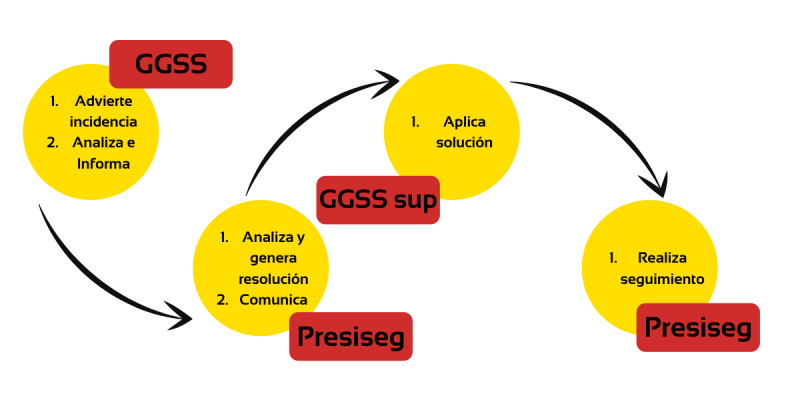 GGSS
1. Advierte
incidencia
2. Analiza e
Informa
1. Analiza y
genera
resolución
2. Comunica
Presiseg
1. Aplica
solución
GGSS sup
1. Realiza
seguimiento
Presiseg